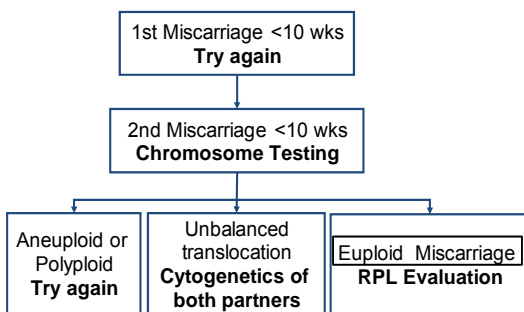 1st Miscarriage <10 wks
Try again
2nd Miscarriage <10 wks
Chromosome Testing
Aneuploid or
Polyploid
Try again
Unbalanced
translocation
Cytogenetics of
both partners
Euploid Miscarriage
RPL Evaluation